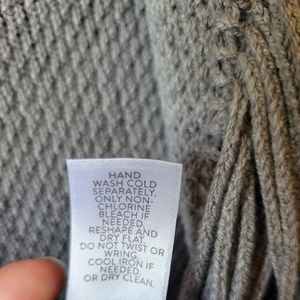 HAND
WASH COLD
SEPARATELY.
ONLY NON-
CHLORINE
BLEACH IF
NEEDED.
RESHAPE AND
DRY FLAT.
DO NOT TWIST OR
WRING.
COOL IRON IF
NEEDED
OR DRY CLEAN.